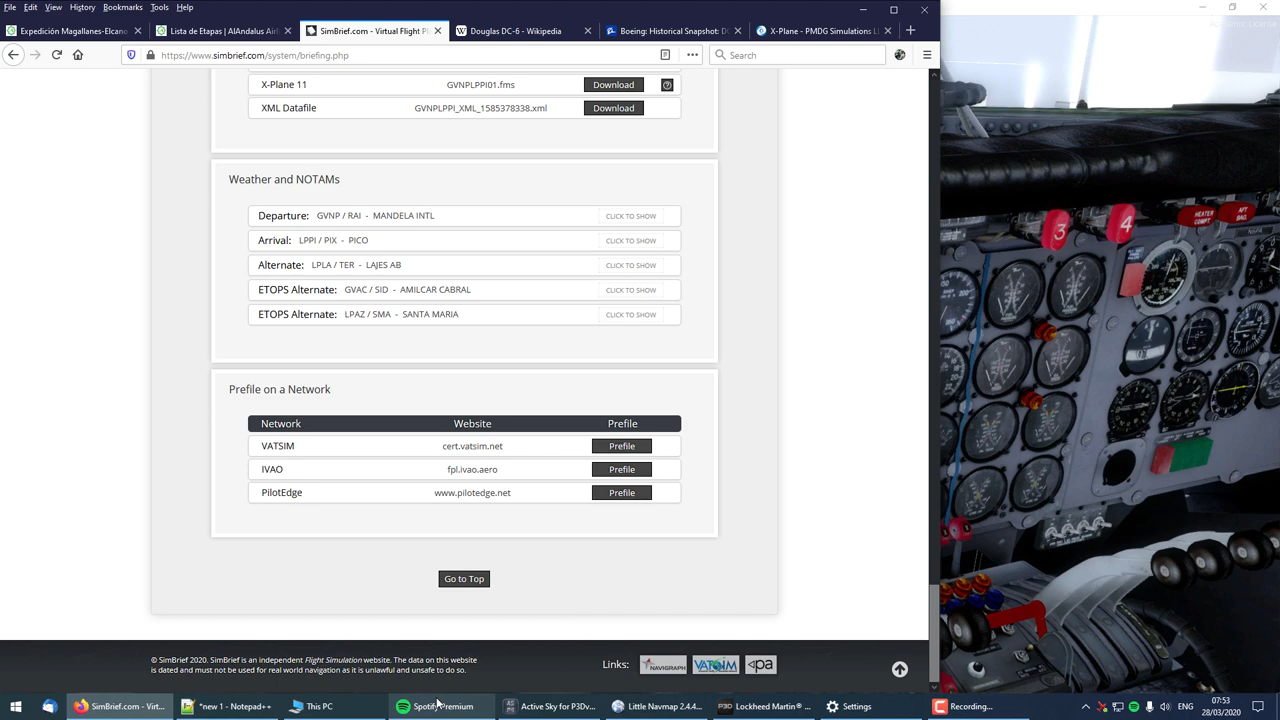 File Edit View History Bookmarks Tools Help
Expedición Magallanes-Elcano
Lista de Etapas | AlAndalus Airl
SimBrief.com - Virtual Flight Pl
Douglas DC-6 - Wikipedia
Boeing: Historical Snapshot: DC
X-Plane - PMDG Simulations LL
https://www.simbrief.com/system/briefing.php
Search
X-Plane 11 GVNPLPPI01.fms Download
XML Datafile GVNPLPPI_XML_1585378338.xml Download
Weather and NOTAMs
Departure: GVNP / RAI - MANDELA INTL CLICK TO SHOW
Arrival: LPPI / PIX - PICO CLICK TO SHOW
Alternate: LPLA / TER - LAJES AB CLICK TO SHOW
ETOPS Alternate: GVAC / SID - AMILCAR CABRAL CLICK TO SHOW
ETOPS Alternate: LPAZ / SMA - SANTA MARIA CLICK TO SHOW
Prefile on a Network
Network Website Prefile
VATSIM cert.vatsim.net Prefile
IVAO fpl.ivao.aero Prefile
PilotEdge www.pilotedge.net Prefile
Go to Top
© SimBrief 2020. SimBrief is an independent Flight Simulation website. The data on this website
is dated and must not be used for real world navigation as it is unlawful and unsafe to do so.
Links: NAVIGRAPH VATSIM pa
3
4
HEATER
COMPT
AFT
BAG.
SimBrief.com - Virt...
*new 1 - Notepad++
This PC
Spotify Premium
Active Sky for P3Dv...
Little Navmap 2.4.4...
Lockheed Martin® ...
Settings
Recording...
ENG
07:53
28/03/2020